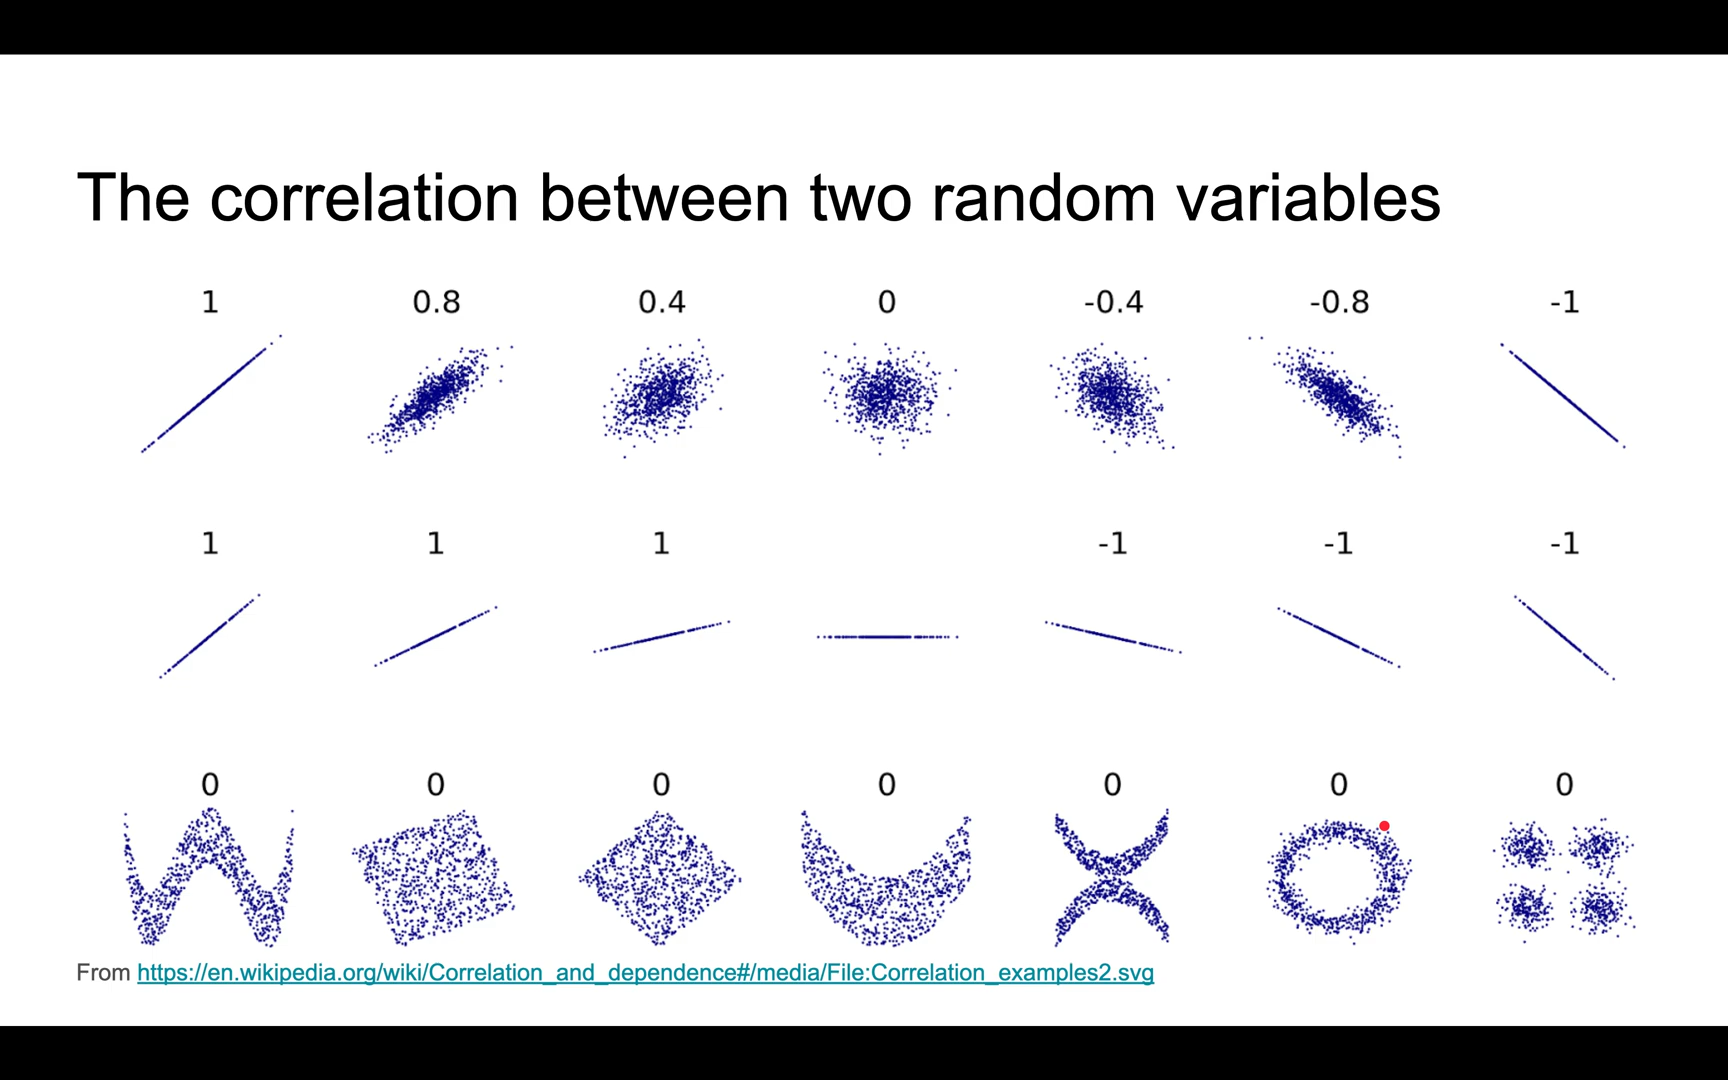 The correlation between two random variables
1 0.8 0.4 0 -0.4 -0.8 -1
1 1 1 -1 -1 -1
0 0 0 0 0 0 0
From https://en.wikipedia.org/wiki/Correlation_and_dependence#/media/File:Correlation_examples2.svg